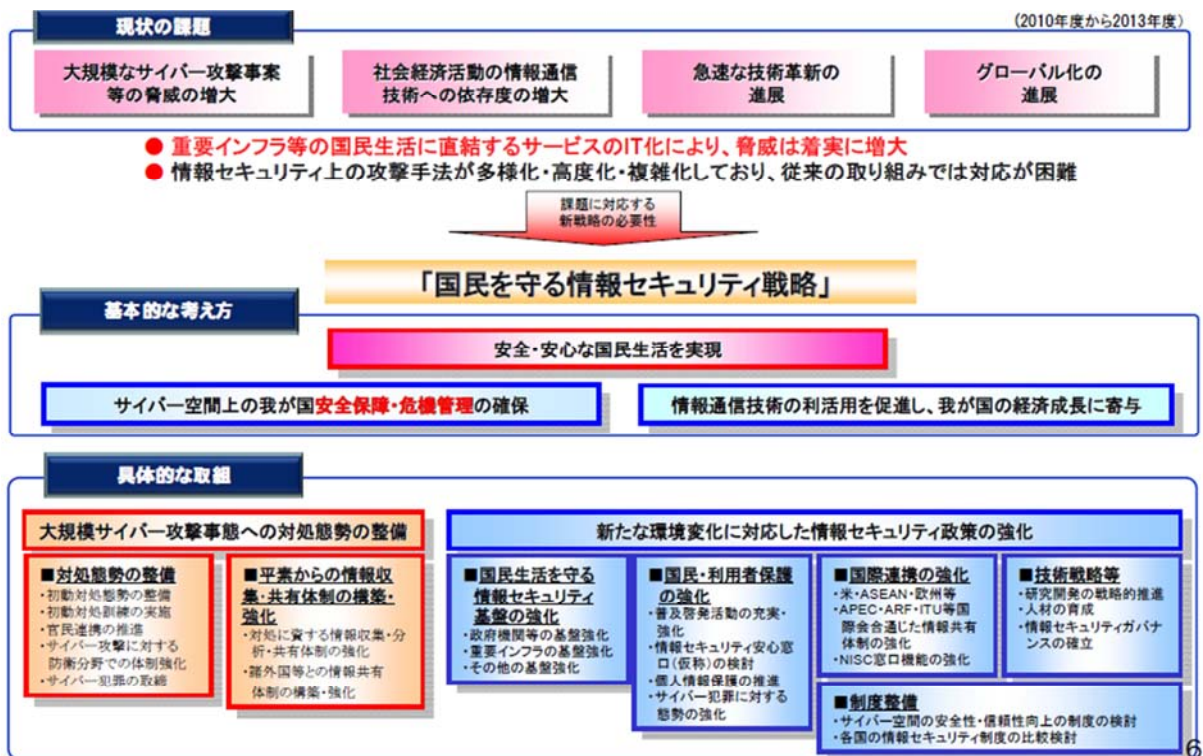 現状の課題
(2010年度から2013年度)
大規模なサイバー攻撃事案
等の脅威の増大
社会経済活動の情報通信
技術への依存度の増大
急速な技術革新の
進展
グローバル化の
進展
● 重要インフラ等の国民生活に直結するサービスのIT化により、脅威は着実に増大
● 情報セキュリティ上の攻撃手法が多様化・高度化・複雑化しており、従来の取り組みでは対応が困難
課題に対応する
新戦略の必要性
「国民を守る情報セキュリティ戦略」
基本的な考え方
安全・安心な国民生活を実現
サイバー空間上の我が国安全保障・危機管理の確保
情報通信技術の利活用を促進し、我が国の経済成長に寄与
具体的な取組
大規模サイバー攻撃事態への対処態勢の整備
■対処態勢の整備
・初動対処態勢の整備
・初動対処訓練の実施
・官民連携の推進
・サイバー攻撃に対する
防衛分野での体制強化
・サイバー犯罪の取締
■平素からの情報収
集・共有体制の構築・
強化
・対処に資する情報収集・分
析・共有体制の強化
・諸外国等との情報共有
体制の構築・強化
新たな環境変化に対応した情報セキュリティ政策の強化
■国民生活を守る
情報セキュリティ
基盤の強化
・政府機関等の基盤強化
・重要インフラの基盤強化
・その他の基盤強化
■国民・利用者保護
の強化
・普及啓発活動の充実・
強化
・情報セキュリティ安心窓
口(仮称)の検討
・個人情報保護の推進
・サイバー犯罪に対する
態勢の強化
■国際連携の強化
・米・ASEAN・欧州等
・APEC・ARF・ITU等国
際会合通じた情報共有
体制の強化
・NISC窓口機能の強化
■技術戦略等
・研究開発の戦略的推進
・人材の育成
・情報セキュリティガバナ
ンスの確立
■制度整備
・サイバー空間の安全性・信頼性向上の制度の検討
・各国の情報セキュリティ制度の比較検討
6